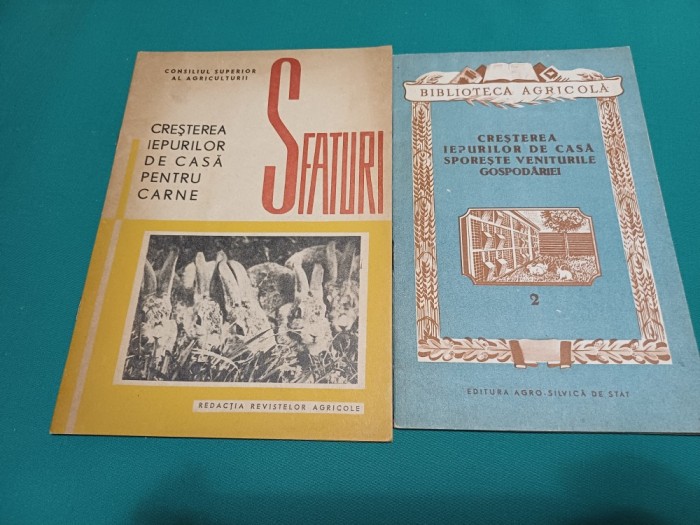 CONSILIUL SUPERIOR
AL AGRICULTURII
SFATURI
CREȘTEREA
IEPURILOR
DE CASĂ
PENTRU
CARNE
REDACȚIA REVISTELOR AGRICOLE
BIBLIOTECA AGRICOLĂ
CREȘTEREA
IEPURILOR DE CASĂ
SPOREȘTE VENITURILE
GOSPODĂRIEI
2
EDITURA AGRO-SILVICĂ DE STAT